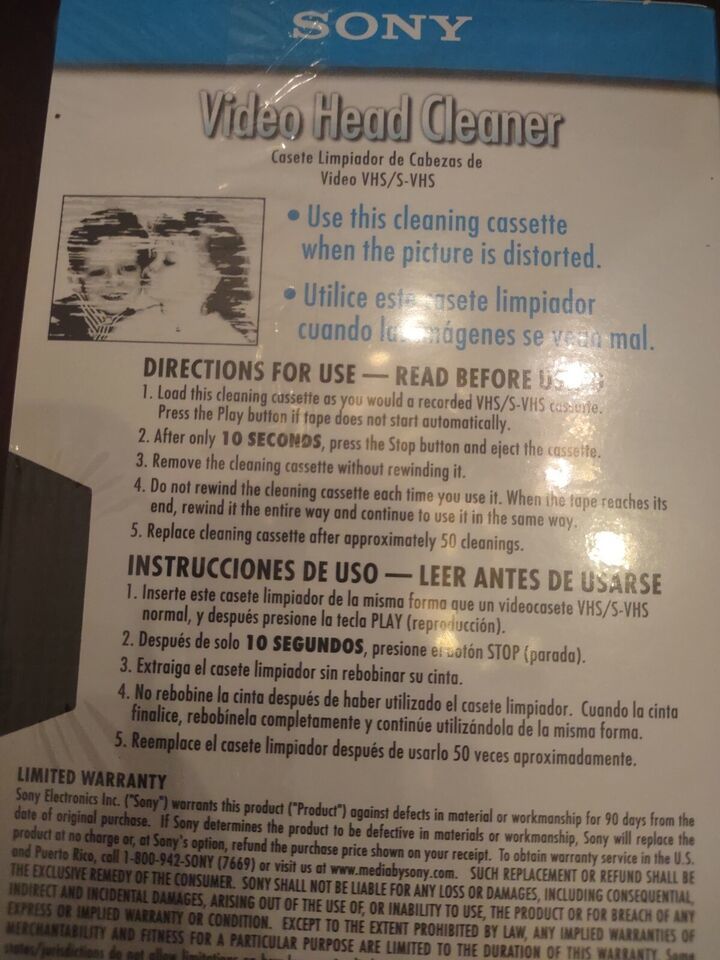 SONY
Video Head Cleaner
Casete Limpiador de Cabezas de
Video VHS/S-VHS
• Use this cleaning cassette
when the picture is distorted.
• Utilice este casete limpiador
cuando las imágenes se vean mal.
DIRECTIONS FOR USE — READ BEFORE
1. Load this cleaning cassette as you would a recorded VHS/S-VHS cassette.
Press the Play button if tape does not start automatically.
2. After only 10 SECONDS, press the Stop button and eject the cassette.
3. Remove the cleaning cassette without rewinding it.
4. Do not rewind the cleaning cassette each time you use it. When the tape reaches its
end, rewind it the entire way and continue to use it in the same way.
5. Replace cleaning cassette after approximately 50 cleanings.
INSTRUCCIONES DE USO — LEER ANTES DE USARSE
1. Inserte este casete limpiador de la misma forma que un videocasete VHS/S-VHS
normal, y después presione la tecla PLAY (reproducción).
2. Después de solo 10 SEGUNDOS, presione el botón STOP (parada).
3. Extraiga el casete limpiador sin rebobinar su cinta.
4. No rebobine la cinta después de haber utilizado el casete limpiador. Cuando la cinta
finalice, rebobínela completamente y continúe utilizándola de la misma forma.
5. Reemplace el casete limpiador después de usarlo 50 veces aproximadamente.
LIMITED WARRANTY
Sony Electronics Inc. ("Sony") warrants this product ("Product") against defects in material or workmanship for 90 days from the
date of original purchase. If Sony determines the product to be defective in materials or workmanship, Sony will replace the
product at no charge or, at Sony's option, refund the purchase price shown on your receipt. To obtain warranty service in the U.S.
and Puerto Rico, call 1-800-942-SONY (7669) or visit us at www.mediabysony.com. SUCH REPLACEMENT OR REFUND SHALL BE
THE EXCLUSIVE REMEDY OF THE CONSUMER. SONY SHALL NOT BE LIABLE FOR ANY LOSS OR DAMAGES, INCLUDING CONSEQUENTIAL,
INDIRECT AND INCIDENTAL DAMAGES, ARISING OUT OF THE USE OF, OR INABILITY TO USE, THE PRODUCT OR FOR BREACH OF ANY
EXPRESS OR IMPLIED WARRANTY OR CONDITION. EXCEPT TO THE EXTENT PROHIBITED BY LAW, ANY IMPLIED WARRANTIES OF
MERCHANTABILITY AND FITNESS FOR A PARTICULAR PURPOSE ARE LIMITED TO THE DURATION OF THIS WARRANTY. Some
states/jurisdictions do not allow limitations on how